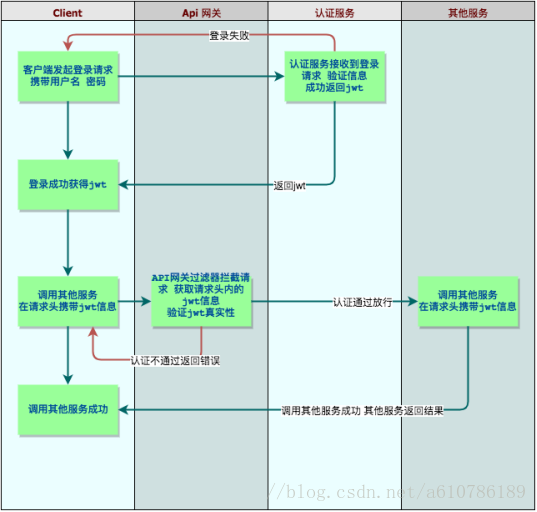 Client
Api 网关
认证服务
其他服务
登录失败
客户端发起登录请求
携带用户名 密码
认证服务接收到登录
请求 验证信息
成功返回jwt
登录成功获得jwt
返回jwt
调用其他服务
在请求头携带jwt信息
API网关过滤器拦截请
求 获取请求头内的
jwt信息
验证jwt真实性
认证通过放行
调用其他服务
在请求头携带jwt信息
认证不通过返回错误
调用其他服务成功
调用其他服务成功 其他服务返回结果
//blog.csdn.net/a610786189